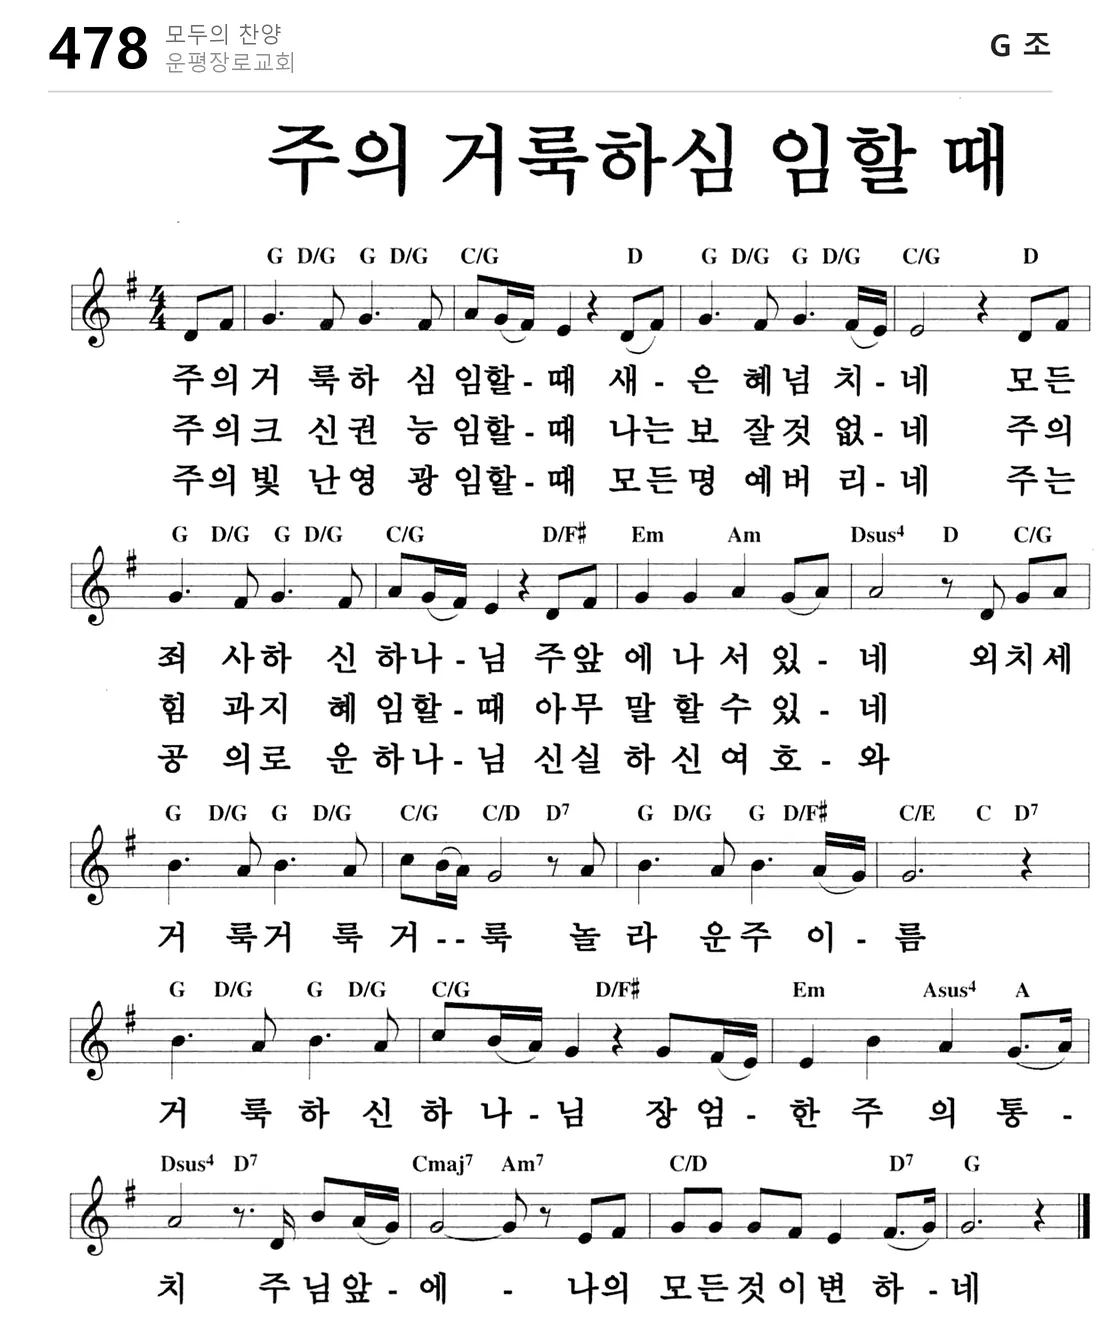 478 모두의 찬양
운평장로교회
G 조
주의 거룩하심 임할 때
G D/G G D/G C/G D G D/G G D/G C/G D
주의거 룩하 심 임할-때 새-은 혜넘 치-네 모든
주의크 신권 능 임할-때 나는보 잘것 없-네 주의
주의빛 난영 광 임할-때 모든명 예버 리-네 주는
G D/G G D/G C/G D/F♯ Em Am Dsus4 D C/G
죄 사하 신 하나-님 주앞 에 나 서 있-네 외치세
힘 과지 혜 임할-때 아무 말 할 수 있-네
공 의로 운 하나-님 신실 하 신 여 호-와
G D/G G D/G C/G C/D D7 G D/G G D/F♯ C/E C D7
거 룩거 룩 거--룩 놀 라 운주 이-름
G D/G G D/G C/G D/F♯ Em Asus4 A
거 룩 하 신 하 나-님 장 엄-한 주 의 통-
Dsus4 D7 Cmaj7 Am7 C/D D7 G
치 주님앞-에 - 나의 모든것이변 하-네